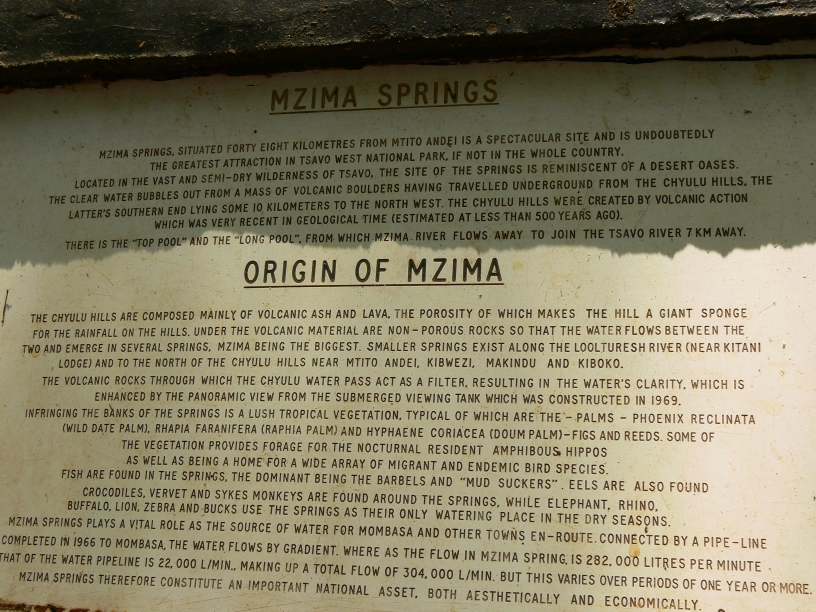 MZIMA SPRINGS
MZIMA SPRINGS, SITUATED FORTY EIGHT KILOMETRES FROM MTITO ANDEI IS A SPECTACULAR SITE AND IS UNDOUBTEDLY
THE GREATEST ATTRACTION IN TSAVO WEST NATIONAL PARK, IF NOT IN THE WHOLE COUNTRY.
LOCATED IN THE VAST AND SEMI-DRY WILDERNESS OF TSAVO, THE SITE OF THE SPRINGS IS REMINISCENT OF A DESERT OASES.
THE CLEAR WATER BUBBLES OUT FROM A MASS OF VOLCANIC BOULDERS HAVING TRAVELLED UNDERGROUND FROM THE CHYULU HILLS, THE
LATTER'S SOUTHERN END LYING SOME 10 KILOMETERS TO THE NORTH WEST. THE CHYULU HILLS WERE CREATED BY VOLCANIC ACTION
WHICH WAS VERY RECENT IN GEOLOGICAL TIME (ESTIMATED AT LESS THAN 500 YEARS AGO).
THERE IS THE "TOP POOL" AND THE "LONG POOL", FROM WHICH MZIMA RIVER FLOWS AWAY TO JOIN THE TSAVO RIVER 7 KM AWAY.
ORIGIN OF MZIMA
THE CHYULU HILLS ARE COMPOSED MAINLY OF VOLCANIC ASH AND LAVA, THE POROSITY OF WHICH MAKES THE HILL A GIANT SPONGE
FOR THE RAINFALL ON THE HILLS. UNDER THE VOLCANIC MATERIAL ARE NON-POROUS ROCKS SO THAT THE WATER FLOWS BETWEEN THE
TWO AND EMERGE IN SEVERAL SPRINGS, MZIMA BEING THE BIGGEST. SMALLER SPRINGS EXIST ALONG THE LOOLTURESH RIVER (NEAR KITANI
LODGE) AND TO THE NORTH OF THE CHYULU HILLS NEAR MTITO ANDEI, KIBWEZI, MAKINDU AND KIBOKO.
THE VOLCANIC ROCKS THROUGH WHICH THE CHYULU WATER PASS ACT AS A FILTER, RESULTING IN THE WATER'S CLARITY, WHICH IS
ENHANCED BY THE PANORAMIC VIEW FROM THE SUBMERGED VIEWING TANK WHICH WAS CONSTRUCTED IN 1969.
INFRINGING THE BANKS OF THE SPRINGS IS A LUSH TROPICAL VEGETATION, TYPICAL OF WHICH ARE THE - PALMS - PHOENIX RECLINATA
(WILD DATE PALM), RHAPIA FARANIFERA (RAPHIA PALM) AND HYPHAENE CORIACEA (DOUM PALM)-FIGS AND REEDS. SOME OF
THE VEGETATION PROVIDES FORAGE FOR THE NOCTURNAL RESIDENT AMPHIBOUS HIPPOS
AS WELL AS BEING A HOME FOR A WIDE ARRAY OF MIGRANT AND ENDEMIC BIRD SPECIES.
FISH ARE FOUND IN THE SPRINGS, THE DOMINANT BEING THE BARBELS AND "MUD SUCKERS". EELS ARE ALSO FOUND
CROCODILES, VERVET AND SYKES MONKEYS ARE FOUND AROUND THE SPRINGS, WHILE ELEPHANT, RHINO,
BUFFALO, LION, ZEBRA AND BUCKS USE THE SPRINGS AS THEIR ONLY WATERING PLACE IN THE DRY SEASONS.
MZIMA SPRINGS PLAYS A VITAL ROLE AS THE SOURCE OF WATER FOR MOMBASA AND OTHER TOWNS EN-ROUTE. CONNECTED BY A PIPE-LINE
COMPLETED IN 1966 TO MOMBASA, THE WATER FLOWS BY GRADIENT. WHERE AS THE FLOW IN MZIMA SPRING, IS 282,000 LITRES PER MINUTE
THAT OF THE WATER PIPELINE IS 22,000 L/MIN., MAKING UP A TOTAL FLOW OF 304,000 L/MIN. BUT THIS VARIES OVER PERIODS OF ONE YEAR OR MORE.
MZIMA SPRINGS THEREFORE CONSTITUTE AN IMPORTANT NATIONAL ASSET, BOTH AESTHETICALLY AND ECONOMICALLY.